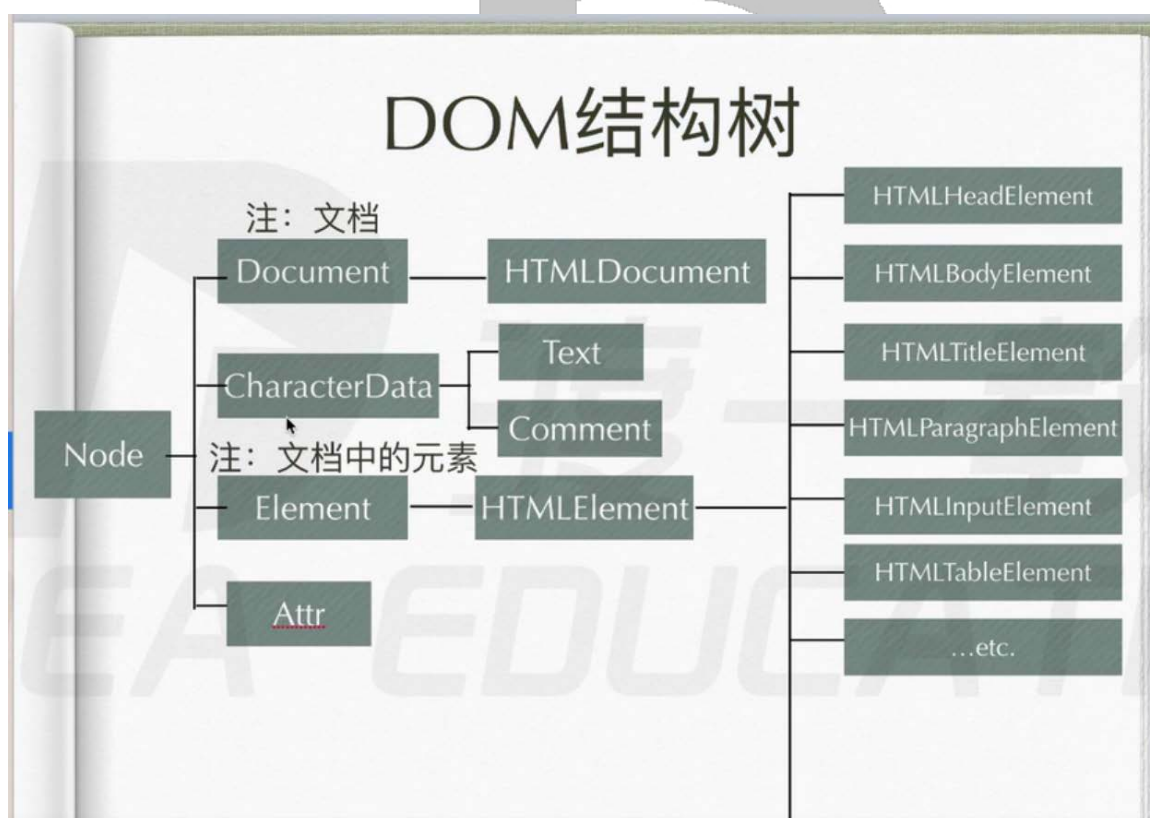 DOM结构树
注：文档
Document
HTMLDocument
CharacterData
Text
Comment
Node
注：文档中的元素
Element
HTMLElement
Attr
HTMLHeadElement
HTMLBodyElement
HTMLTitleElement
HTMLParagraphElement
HTMLInputElement
HTMLTableElement
...etc.